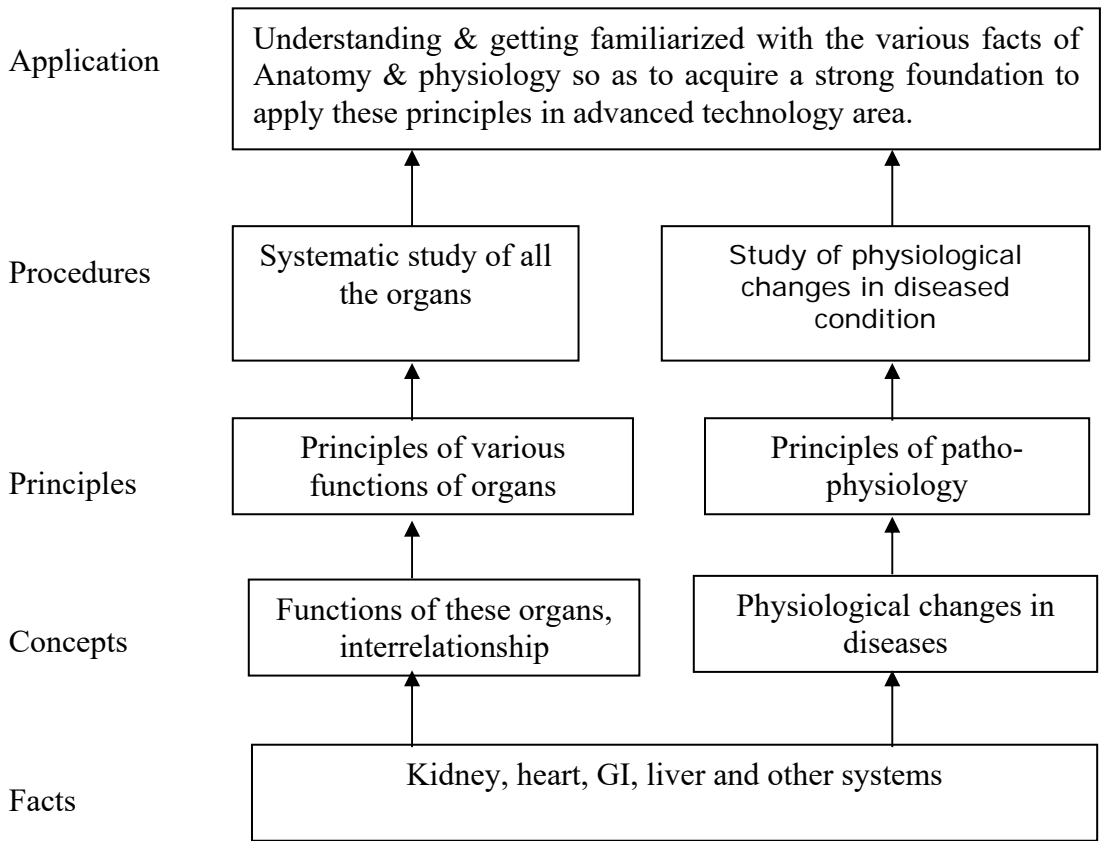 Application
Understanding & getting familiarized with the various facts of
Anatomy & physiology so as to acquire a strong foundation to
apply these principles in advanced technology area.
Procedures
Systematic study of all
the organs
Study of physiological
changes in diseased
condition
Principles
Principles of various
functions of organs
Principles of patho-
physiology
Concepts
Functions of these organs,
interrelationship
Physiological changes in
diseases
Facts
Kidney, heart, GI, liver and other systems